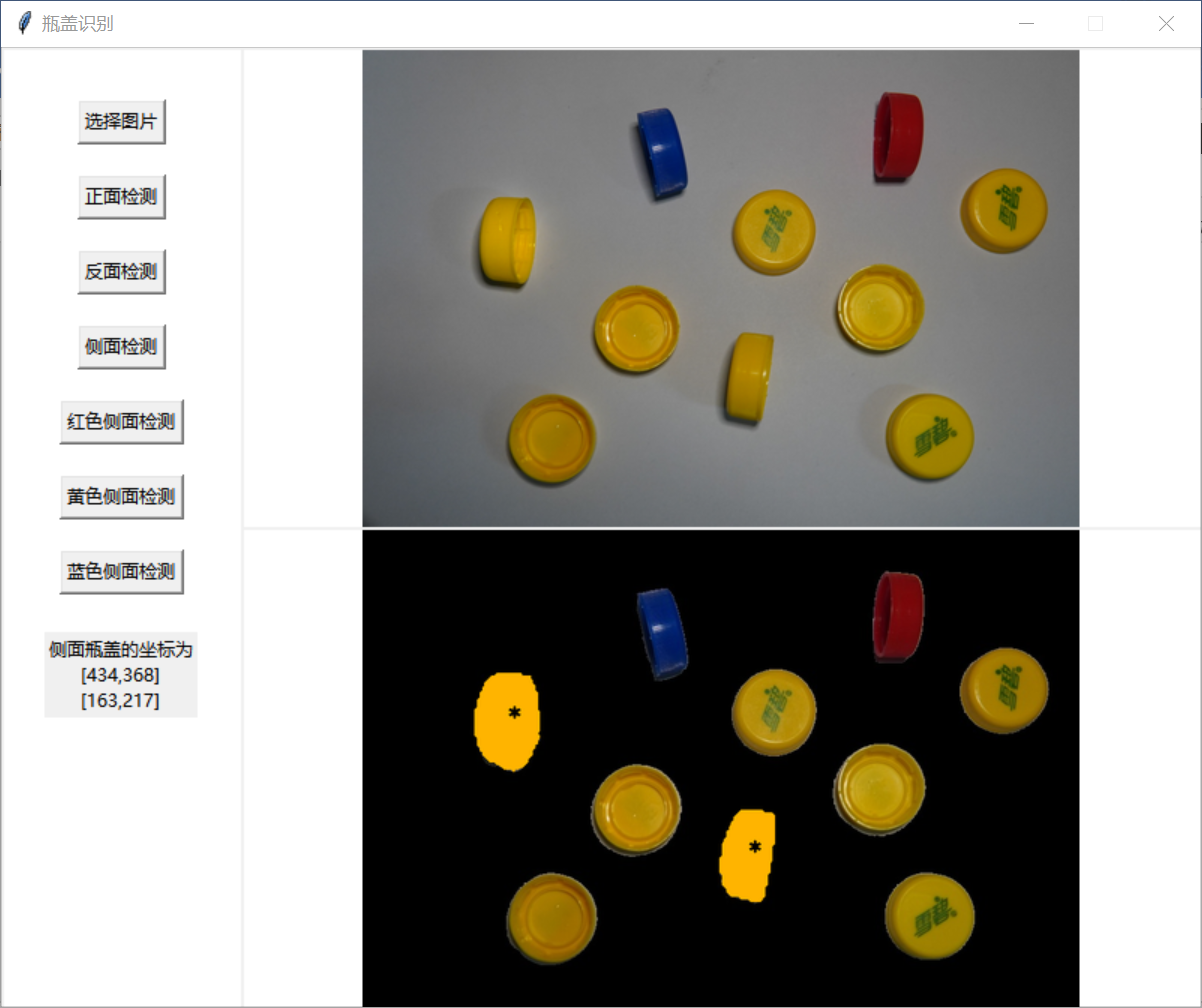 瓶盖识别
选择图片
正面检测
反面检测
侧面检测
红色侧面检测
黄色侧面检测
蓝色侧面检测
侧面瓶盖的坐标为
[434,368]
[163,217]